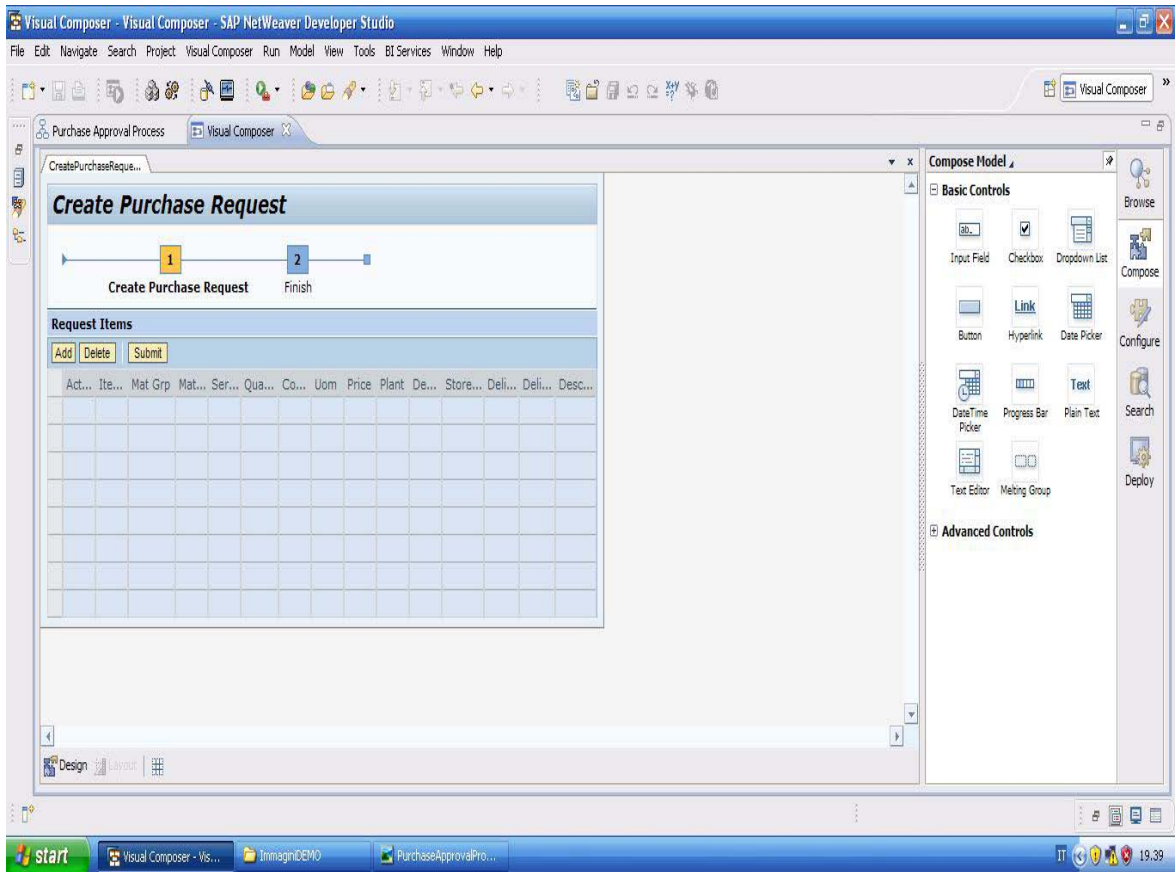 Visual Composer - Visual Composer - SAP NetWeaver Developer Studio
File Edit Navigate Search Project Visual Composer Run Model View Tools BI Services Window Help
Visual Composer
Purchase Approval Process
Visual Composer
CreatePurchaseReque...
Create Purchase Request
1
2
Create Purchase Request
Finish
Request Items
Add
Delete
Submit
Act... Ite... Mat Grp Mat... Ser... Qua... Co... Uom Price Plant De... Store... Deli... Deli... Desc...
Design
Layout
Compose Model
Basic Controls
ab_
Input Field Checkbox Dropdown List
Link
Button Hyperlink Date Picker
Text
DateTime Picker Progress Bar Plain Text
Text Editor Melting Group
Advanced Controls
Browse
Compose
Configure
Search
Deploy
start
Visual Composer - Vis...
ImmaginiDEMO
PurchaseApprovalPro...
IT
19.39